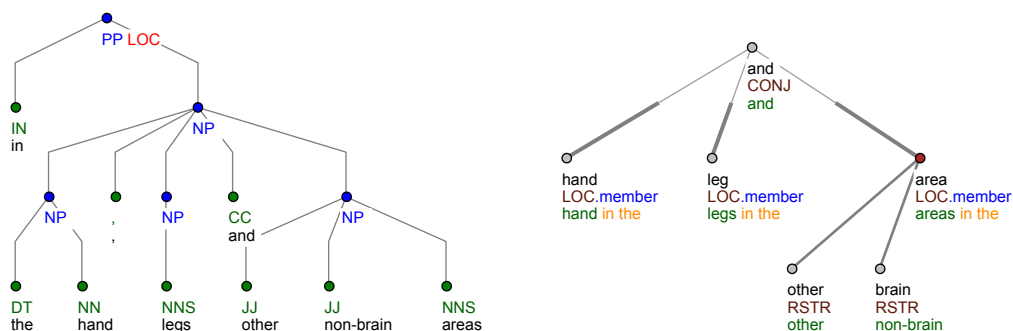 PP LOC
IN
in
NP
NP
,
,
NP
CC
and
NP
DT
the
NN
hand
NNS
legs
JJ
other
JJ
non-brain
NNS
areas
and
CONJ
and
hand
LOC.member
hand in the
leg
LOC.member
legs in the
area
LOC.member
areas in the
other
RSTR
other
brain
RSTR
non-brain